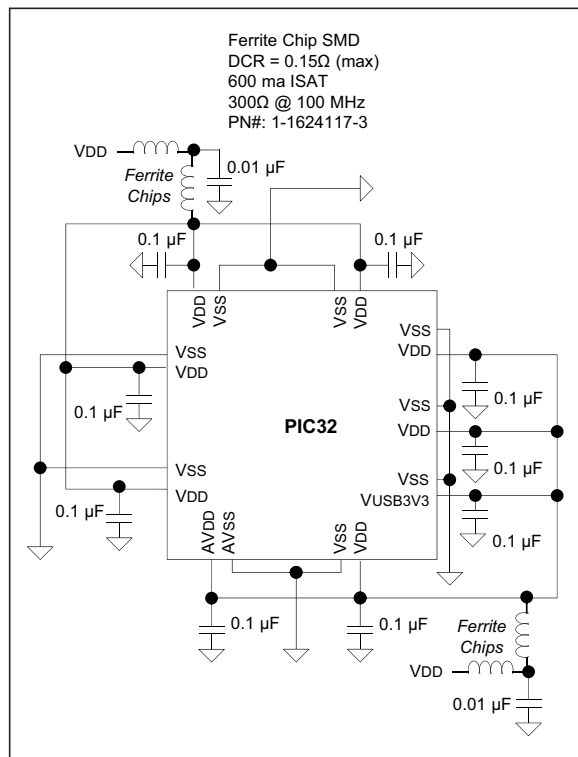 Ferrite Chip SMD
DCR = 0.15Ω (max)
600 ma ISAT
300Ω @ 100 MHz
PN#: 1-1624117-3
VDD
0.01 µF
Ferrite
Chips
0.1 µF
0.1 µF
VDD
VSS
VSS
VDD
VSS
VDD
VSS
VDD
0.1 µF
0.1 µF
VSS
PIC32
VDD
0.1 µF
VSS
VDD
VSS
VUSB3V3
0.1 µF
0.1 µF
AVDD
AVSS
VSS
VDD
0.1 µF
0.1 µF
Ferrite
Chips
VDD
0.01 µF